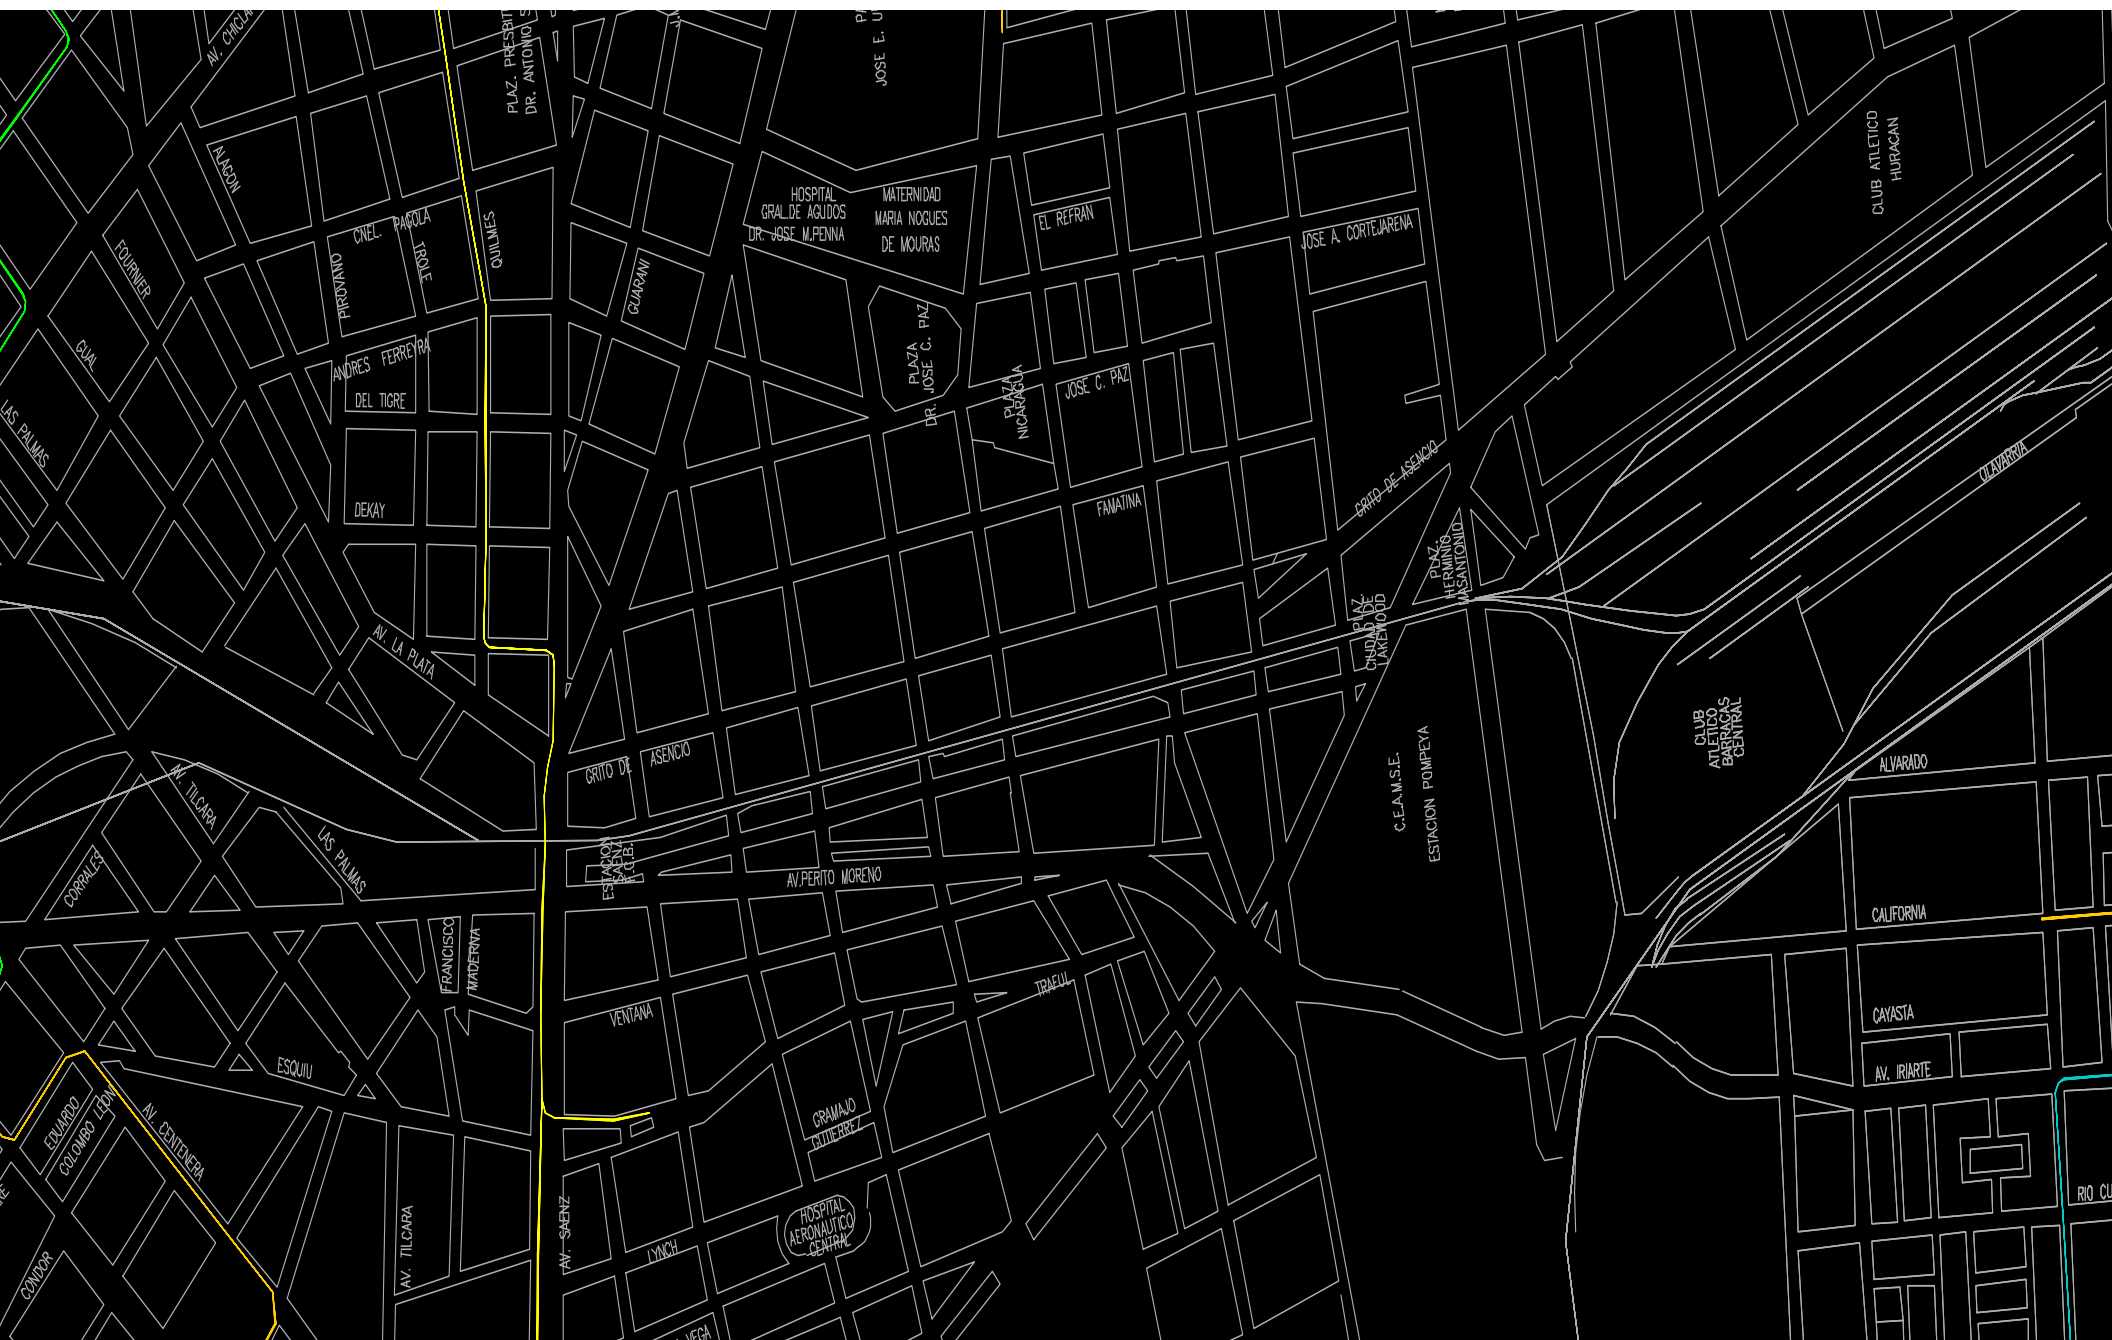 AV. CHICLA
PLAZ. PRESBIT
DR. ANTONIO S
JOSE E. U
ALAGON
CNEL. PAGOLA
TROLE
QUILMES
PIROVANO
FOURNIER
GUAL
LAS PALMAS
ANDRES FERREYRA
DEL TIGRE
DEKAY
GUARANI
HOSPITAL
GRAL.DE AGUDOS
DR. JOSE M.PENNA
MATERNIDAD
MARIA NOGUES
DE MOURAS
EL REFRAN
JOSE A. CORTEJARENA
CLUB ATLETICO
HURACAN
PLAZA
DR. JOSE C. PAZ
PLAZA
NICARAGUA
JOSE C. PAZ
FAMATINA
GRITO DE ASENCIO
OLAVARRIA
PLAZ.
HERMINIO
MASANTONIO
PLAZ.
CIUDAD DE
LAKEWOOD
AV. LA PLATA
GRITO DE ASENCIO
AV. TILCARA
LAS PALMAS
CORRALES
ESTACION
SAENZ
F.G.B.
AV.PERITO MORENO
C.E.A.M.S.E.
ESTACION POMPEYA
CLUB
ATLETICO
BARRACAS
CENTRAL
ALVARADO
CALIFORNIA
CAYASTA
AV. IRIARTE
RIO CU
FRANCISCO
MADERNA
VENTANA
TRAFUL
ESQUIU
EDUARDO
COLOMBO LEONI
AV. CENTENERA
GRAMAJO
GUTIERREZ
HOSPITAL
AERONAUTICO
CENTRAL
AV. TILCARA
AV. SAENZ
LYNCH
CONDOR
VEGA